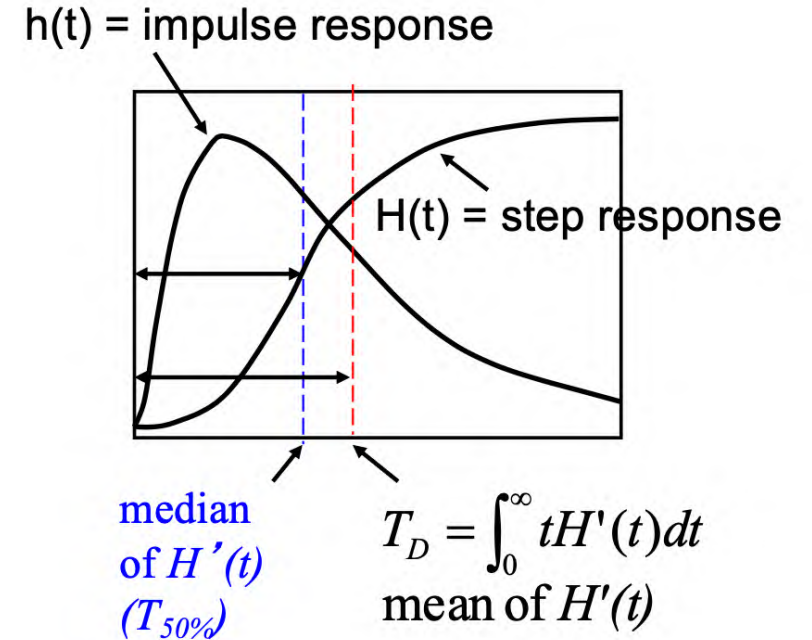 h(t) = impulse response
H(t) = step response
median
of H ’(t)
(T50%)
T_D = ∫_0^∞ tH'(t)dt
mean of H'(t)